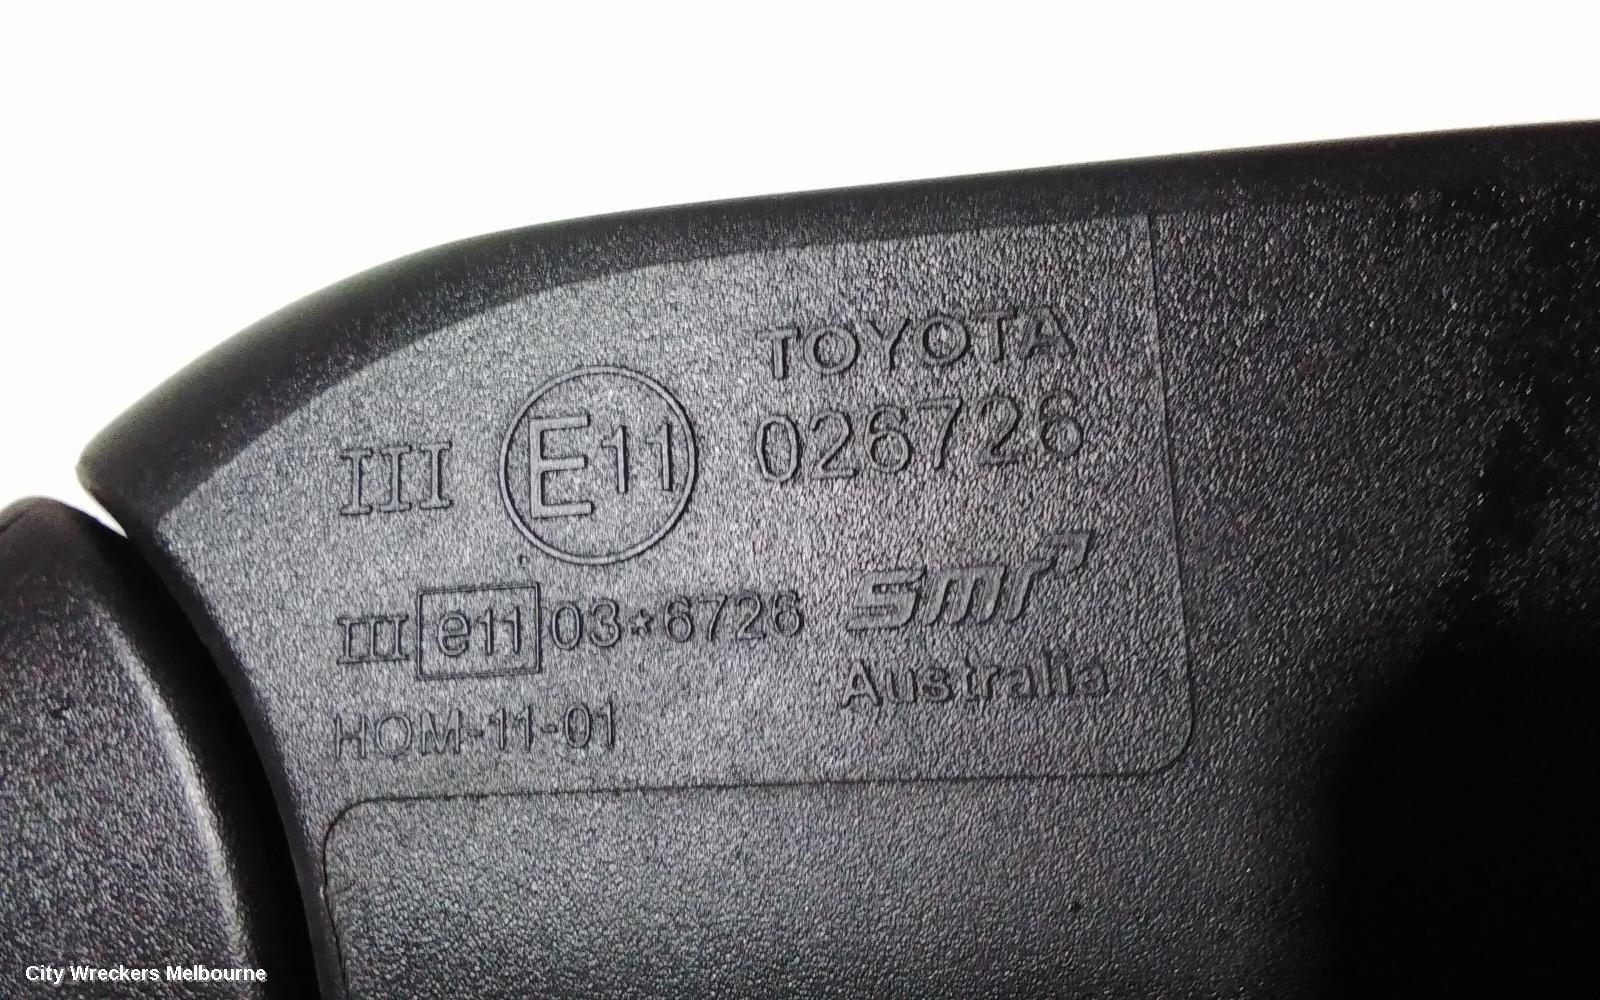 TOYOTA
III E11 026726
III e11 03*6726 smr
Australia
HOM-11-01
City Wreckers Melbourne